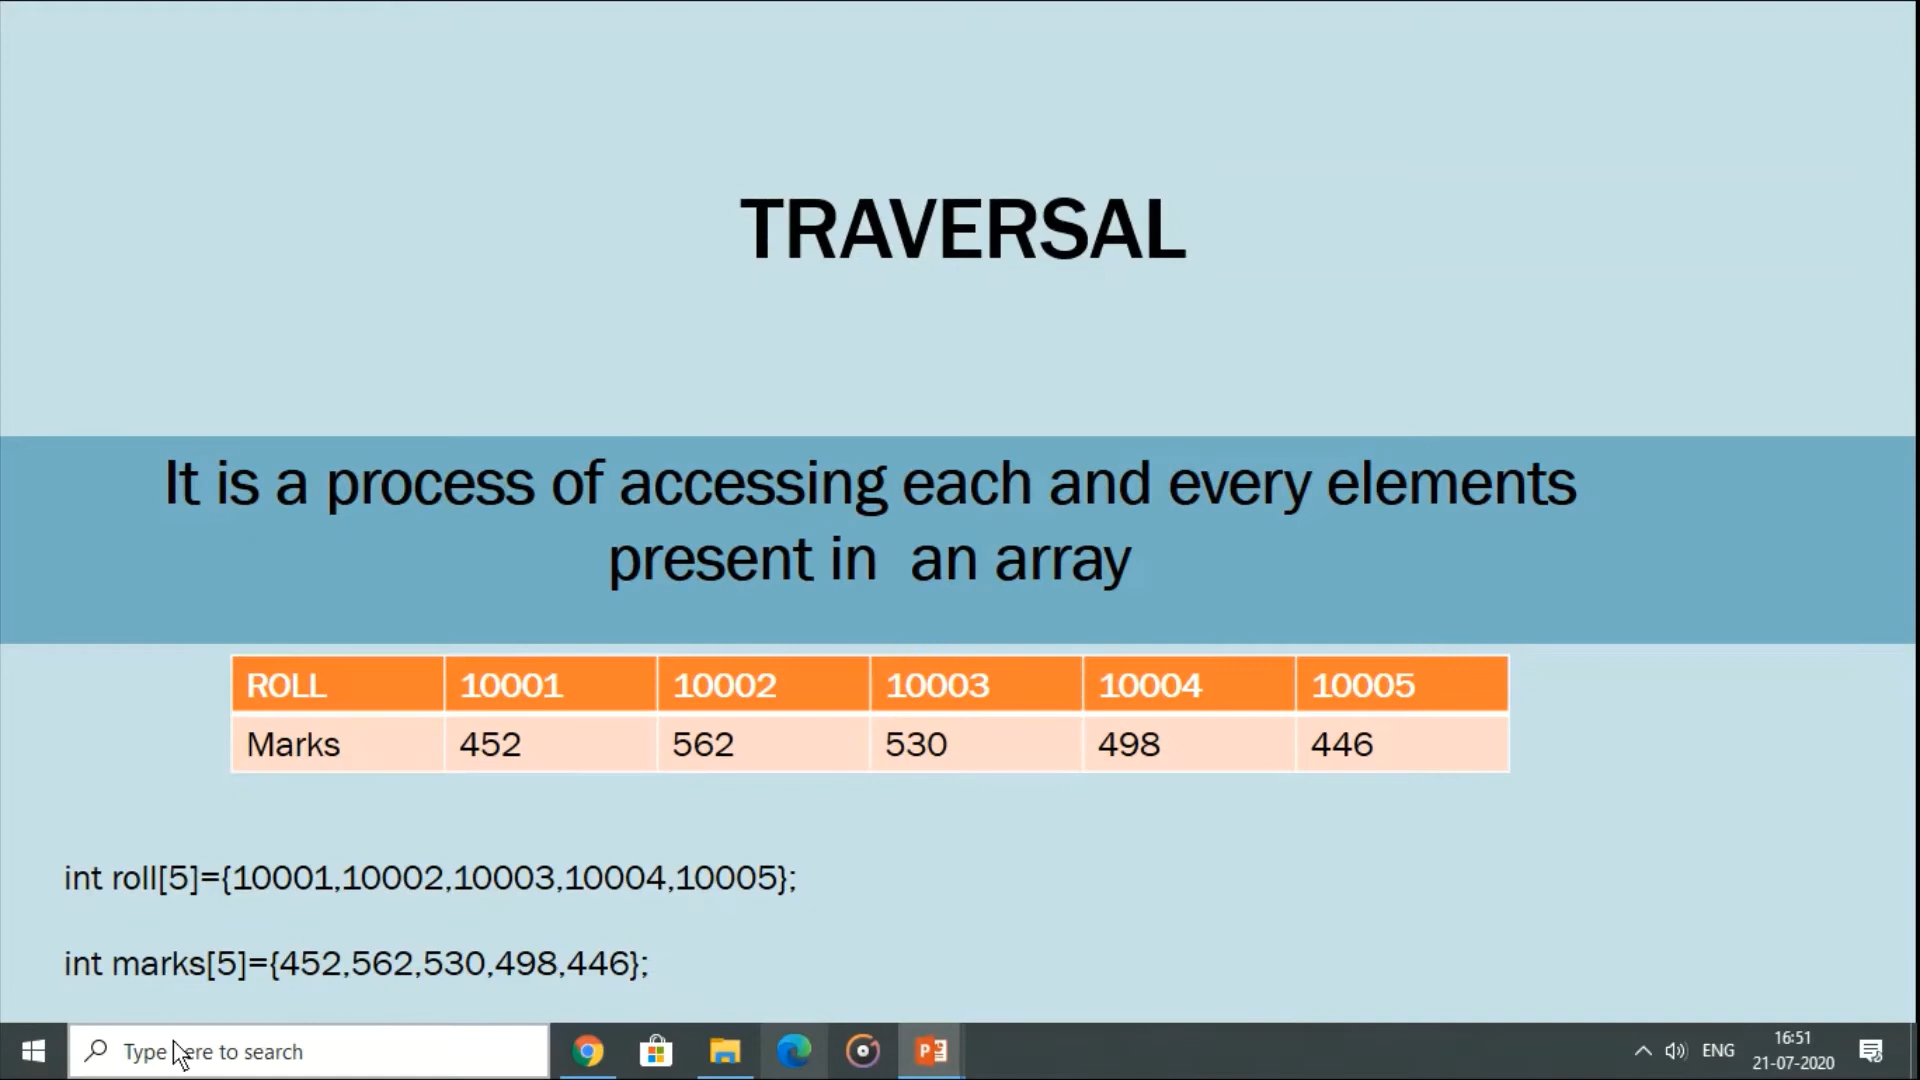 TRAVERSAL
It is a process of accessing each and every elements
present in an array
ROLL 10001 10002 10003 10004 10005
Marks 452 562 530 498 446
int roll[5]={10001,10002,10003,10004,10005};
int marks[5]={452,562,530,498,446};
Type here to search
ENG
16:51
21-07-2020